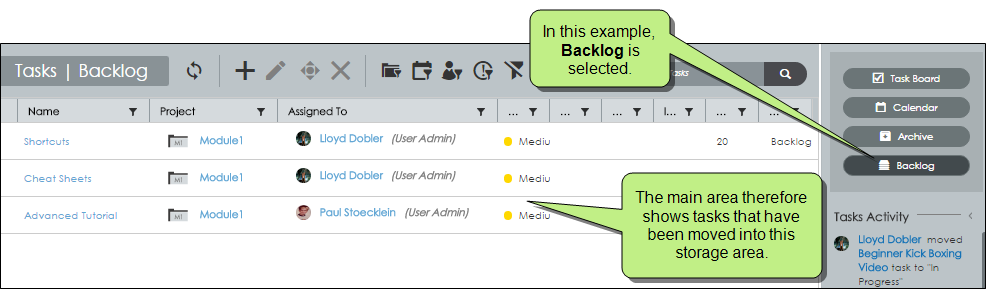 In this example,
Backlog is
selected.
Tasks | Backlog
Task Board
Calendar
Archive
Backlog
Name Project Assigned To ... ... ... I... ... ...
Shortcuts M1 Module1 Lloyd Dobler (User Admin) Mediu 20 Backlog
Cheat Sheets M1 Module1 Lloyd Dobler (User Admin) Mediu
Advanced Tutorial M1 Module1 Paul Stoecklein (User Admin) Mediu
The main area therefore
shows tasks that have
been moved into this
storage area.
Tasks Activity
Lloyd Dobler moved
Beginner Kick Boxing
Video task to "In
Progress"